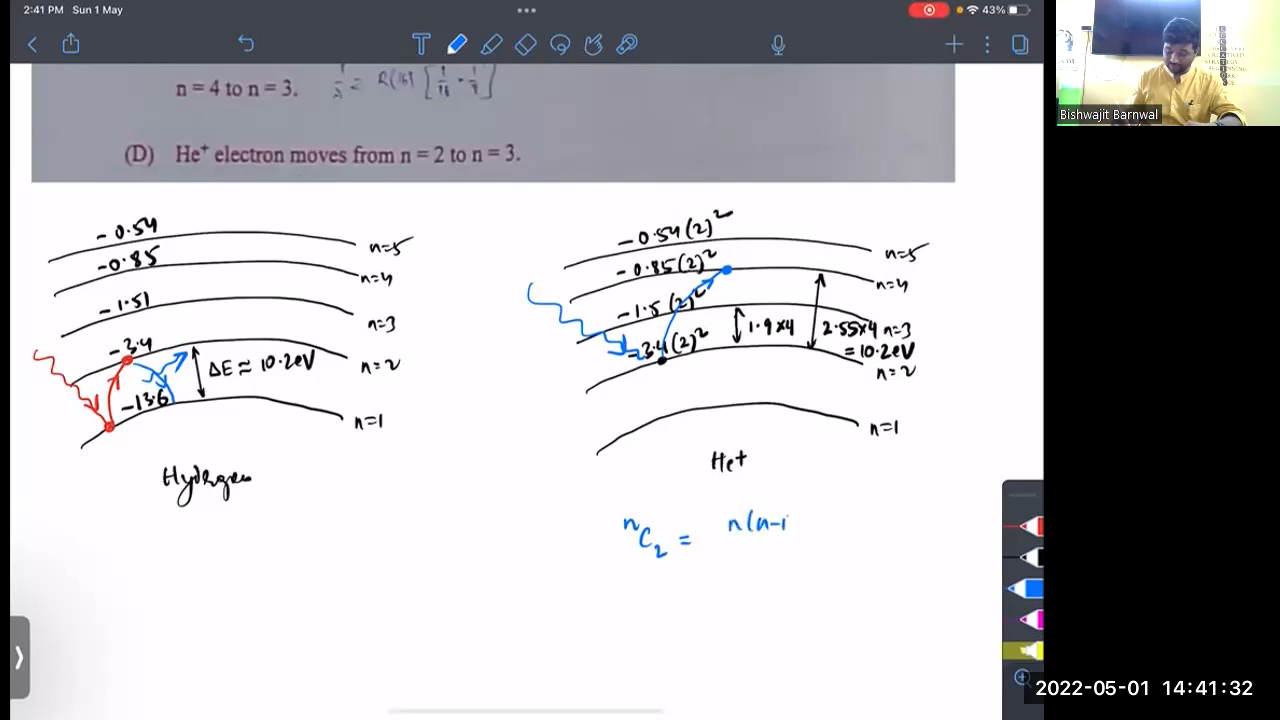 2:41 PM Sun 1 May
43%
n = 4 to n = 3.
(D) He⁺ electron moves from n = 2 to n = 3.
-0.54
n=5
-0.85
n=4
-1.51
n=3
-3.4
n=2
ΔE ≈ 10.2eV
-13.6
n=1
Hydrogen
-0.54(2)²
n=5
-0.85(2)²
n=4
-1.5(2)²
1.9×4
2.55×4
n=3
= 10.2eV
-3.4(2)²
n=2
n=1
He+
ⁿC₂ = n(n-1
Bishwajit Barnwal
2022-05-01 14:41:32